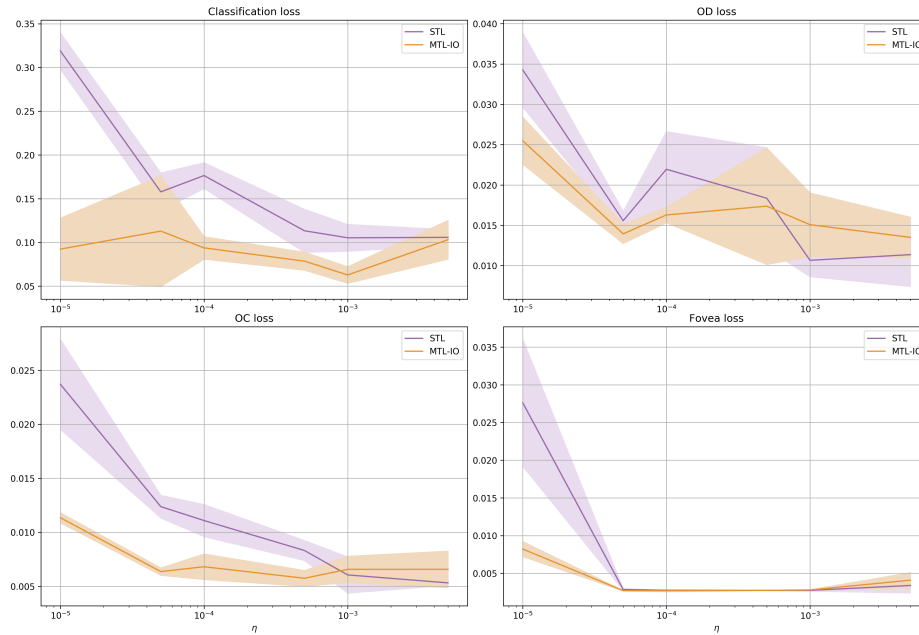 Classification loss
0.35
0.30
0.25
0.20
0.15
0.10
0.05
10⁻⁵
10⁻⁴
10⁻³
STL
MTL-IO
OD loss
0.040
0.035
0.030
0.025
0.020
0.015
0.010
10⁻⁵
10⁻⁴
10⁻³
STL
MTL-IO
OC loss
0.025
0.020
0.015
0.010
0.005
10⁻⁵
10⁻⁴
10⁻³
η
STL
MTL-IO
Fovea loss
0.035
0.030
0.025
0.020
0.015
0.010
0.005
10⁻⁵
10⁻⁴
10⁻³
η
STL
MTL-IO